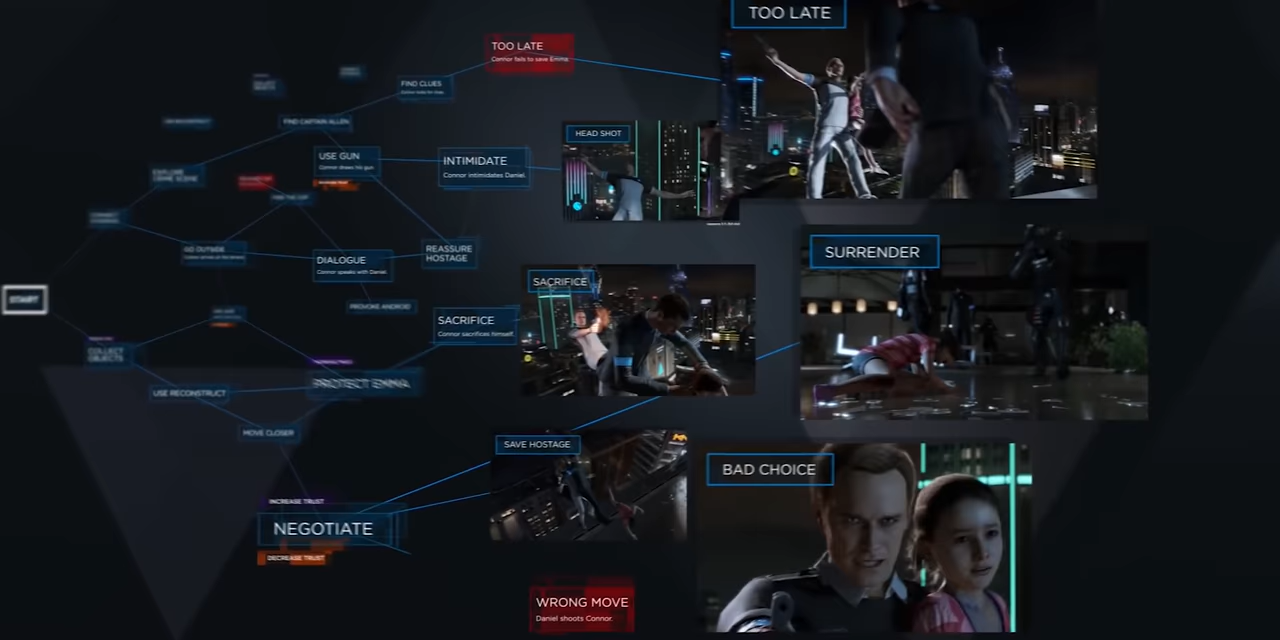 TOO LATE
TOO LATE
Connor fails to save Emma.
FIND CLUES
FIND CAPTAIN ALLEN
HEAD SHOT
USE GUN
Connor draws his gun.
INTIMIDATE
Connor intimidates Daniel.
EXPLORE
CRIME SCENE
GO OUTSIDE
DIALOGUE
Connor speaks with Daniel.
REASSURE
HOSTAGE
SURRENDER
SACRIFICE
START
PROVOKE ANDROID
SACRIFICE
Connor sacrifices himself.
COLLECT
OBJECTS
PROTECT EMMA
USE RECONSTRUCT
MOVE CLOSER
SAVE HOSTAGE
BAD CHOICE
INCREASE TRUST
NEGOTIATE
DECREASE TRUST
WRONG MOVE
Daniel shoots Connor.